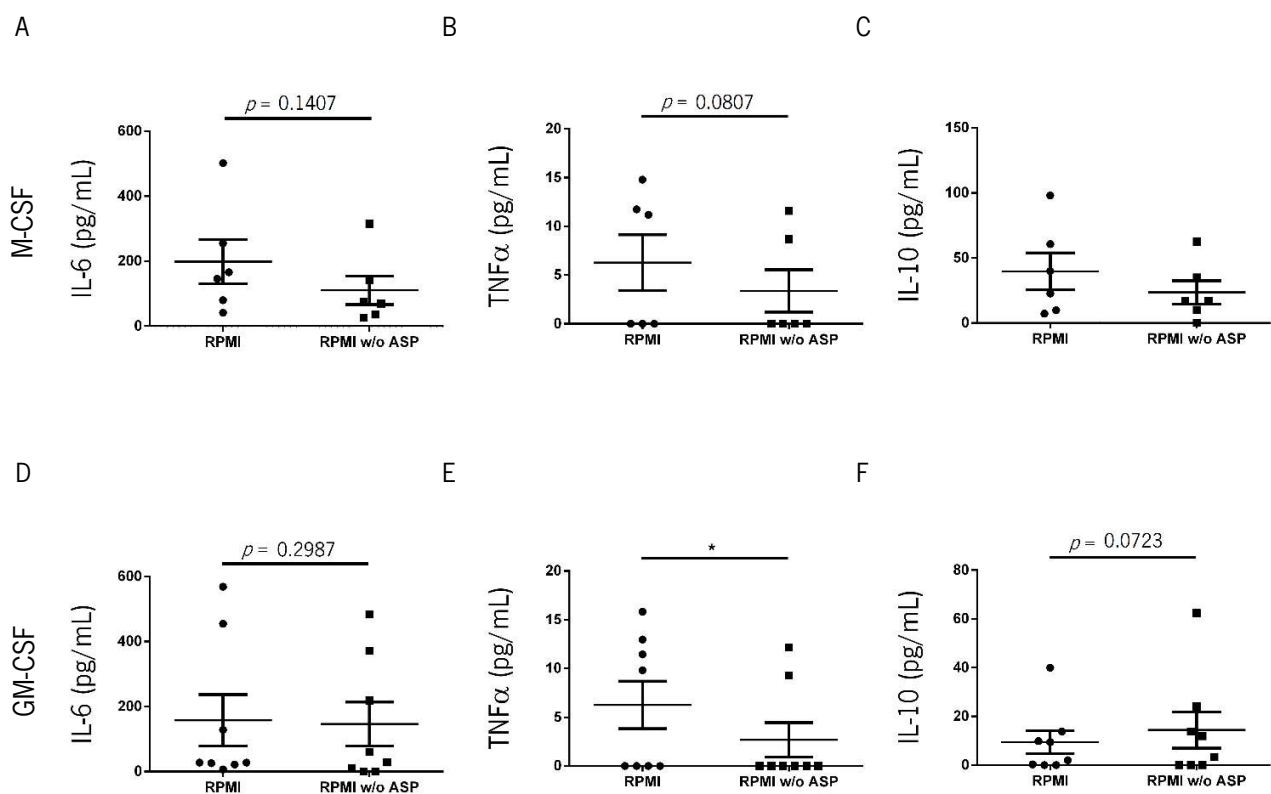 A
B
C
M-CSF
IL-6 (pg/mL)
p = 0.1407
600
400
200
0
RPMI
RPMI w/o ASP
TNFα (pg/mL)
p = 0.0807
20
15
10
5
0
RPMI
RPMI w/o ASP
IL-10 (pg/mL)
150
100
50
0
RPMI
RPMI w/o ASP
D
E
F
GM-CSF
IL-6 (pg/mL)
p = 0.2987
600
400
200
0
RPMI
RPMI w/o ASP
TNFα (pg/mL)
*
20
15
10
5
0
RPMI
RPMI w/o ASP
IL-10 (pg/mL)
p = 0.0723
80
60
40
20
0
RPMI
RPMI w/o ASP